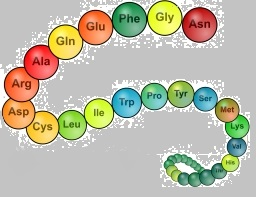 Phe
Gly
Asn
Glu
Gln
Ala
Arg
Asp
Cys
Leu
Ile
Trp
Pro
Tyr
Ser
Met
Lys
Val
His